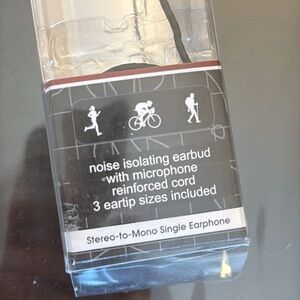 noise isolating earbud
with microphone
reinforced cord
3 eartip sizes included
Stereo-to-Mono Single Earphone